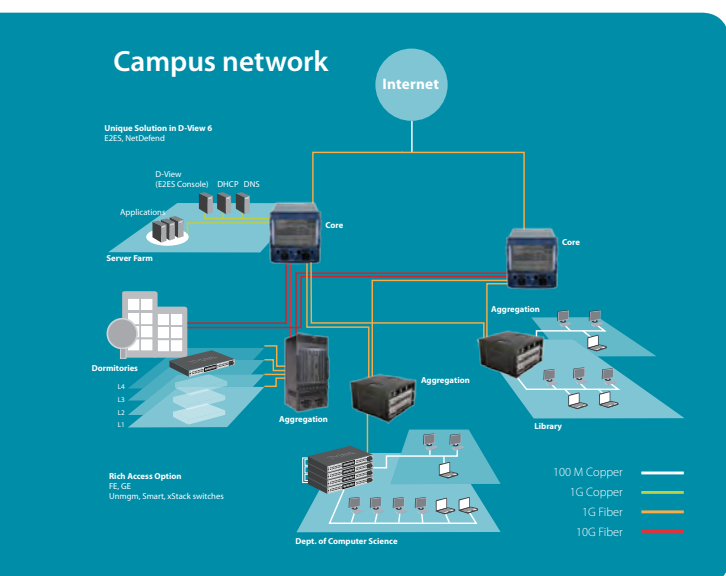 Campus network
Internet
Unique Solution in D-View 6
E2ES, NetDefend
D-View
(E2ES Console) DHCP DNS
Applications
Core
Server Farm
Core
Aggregation
Dormitories
L4
L3
L2
L1
Aggregation
Aggregation
Library
Rich Access Option
FE, GE
Unmgm, Smart, xStack switches
Dept. of Computer Science
100 M Copper
1G Copper
1G Fiber
10G Fiber